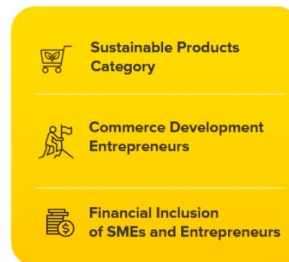 Sustainable Products
Category
Commerce Development
Entrepreneurs
Financial Inclusion
of SMEs and Entrepreneurs